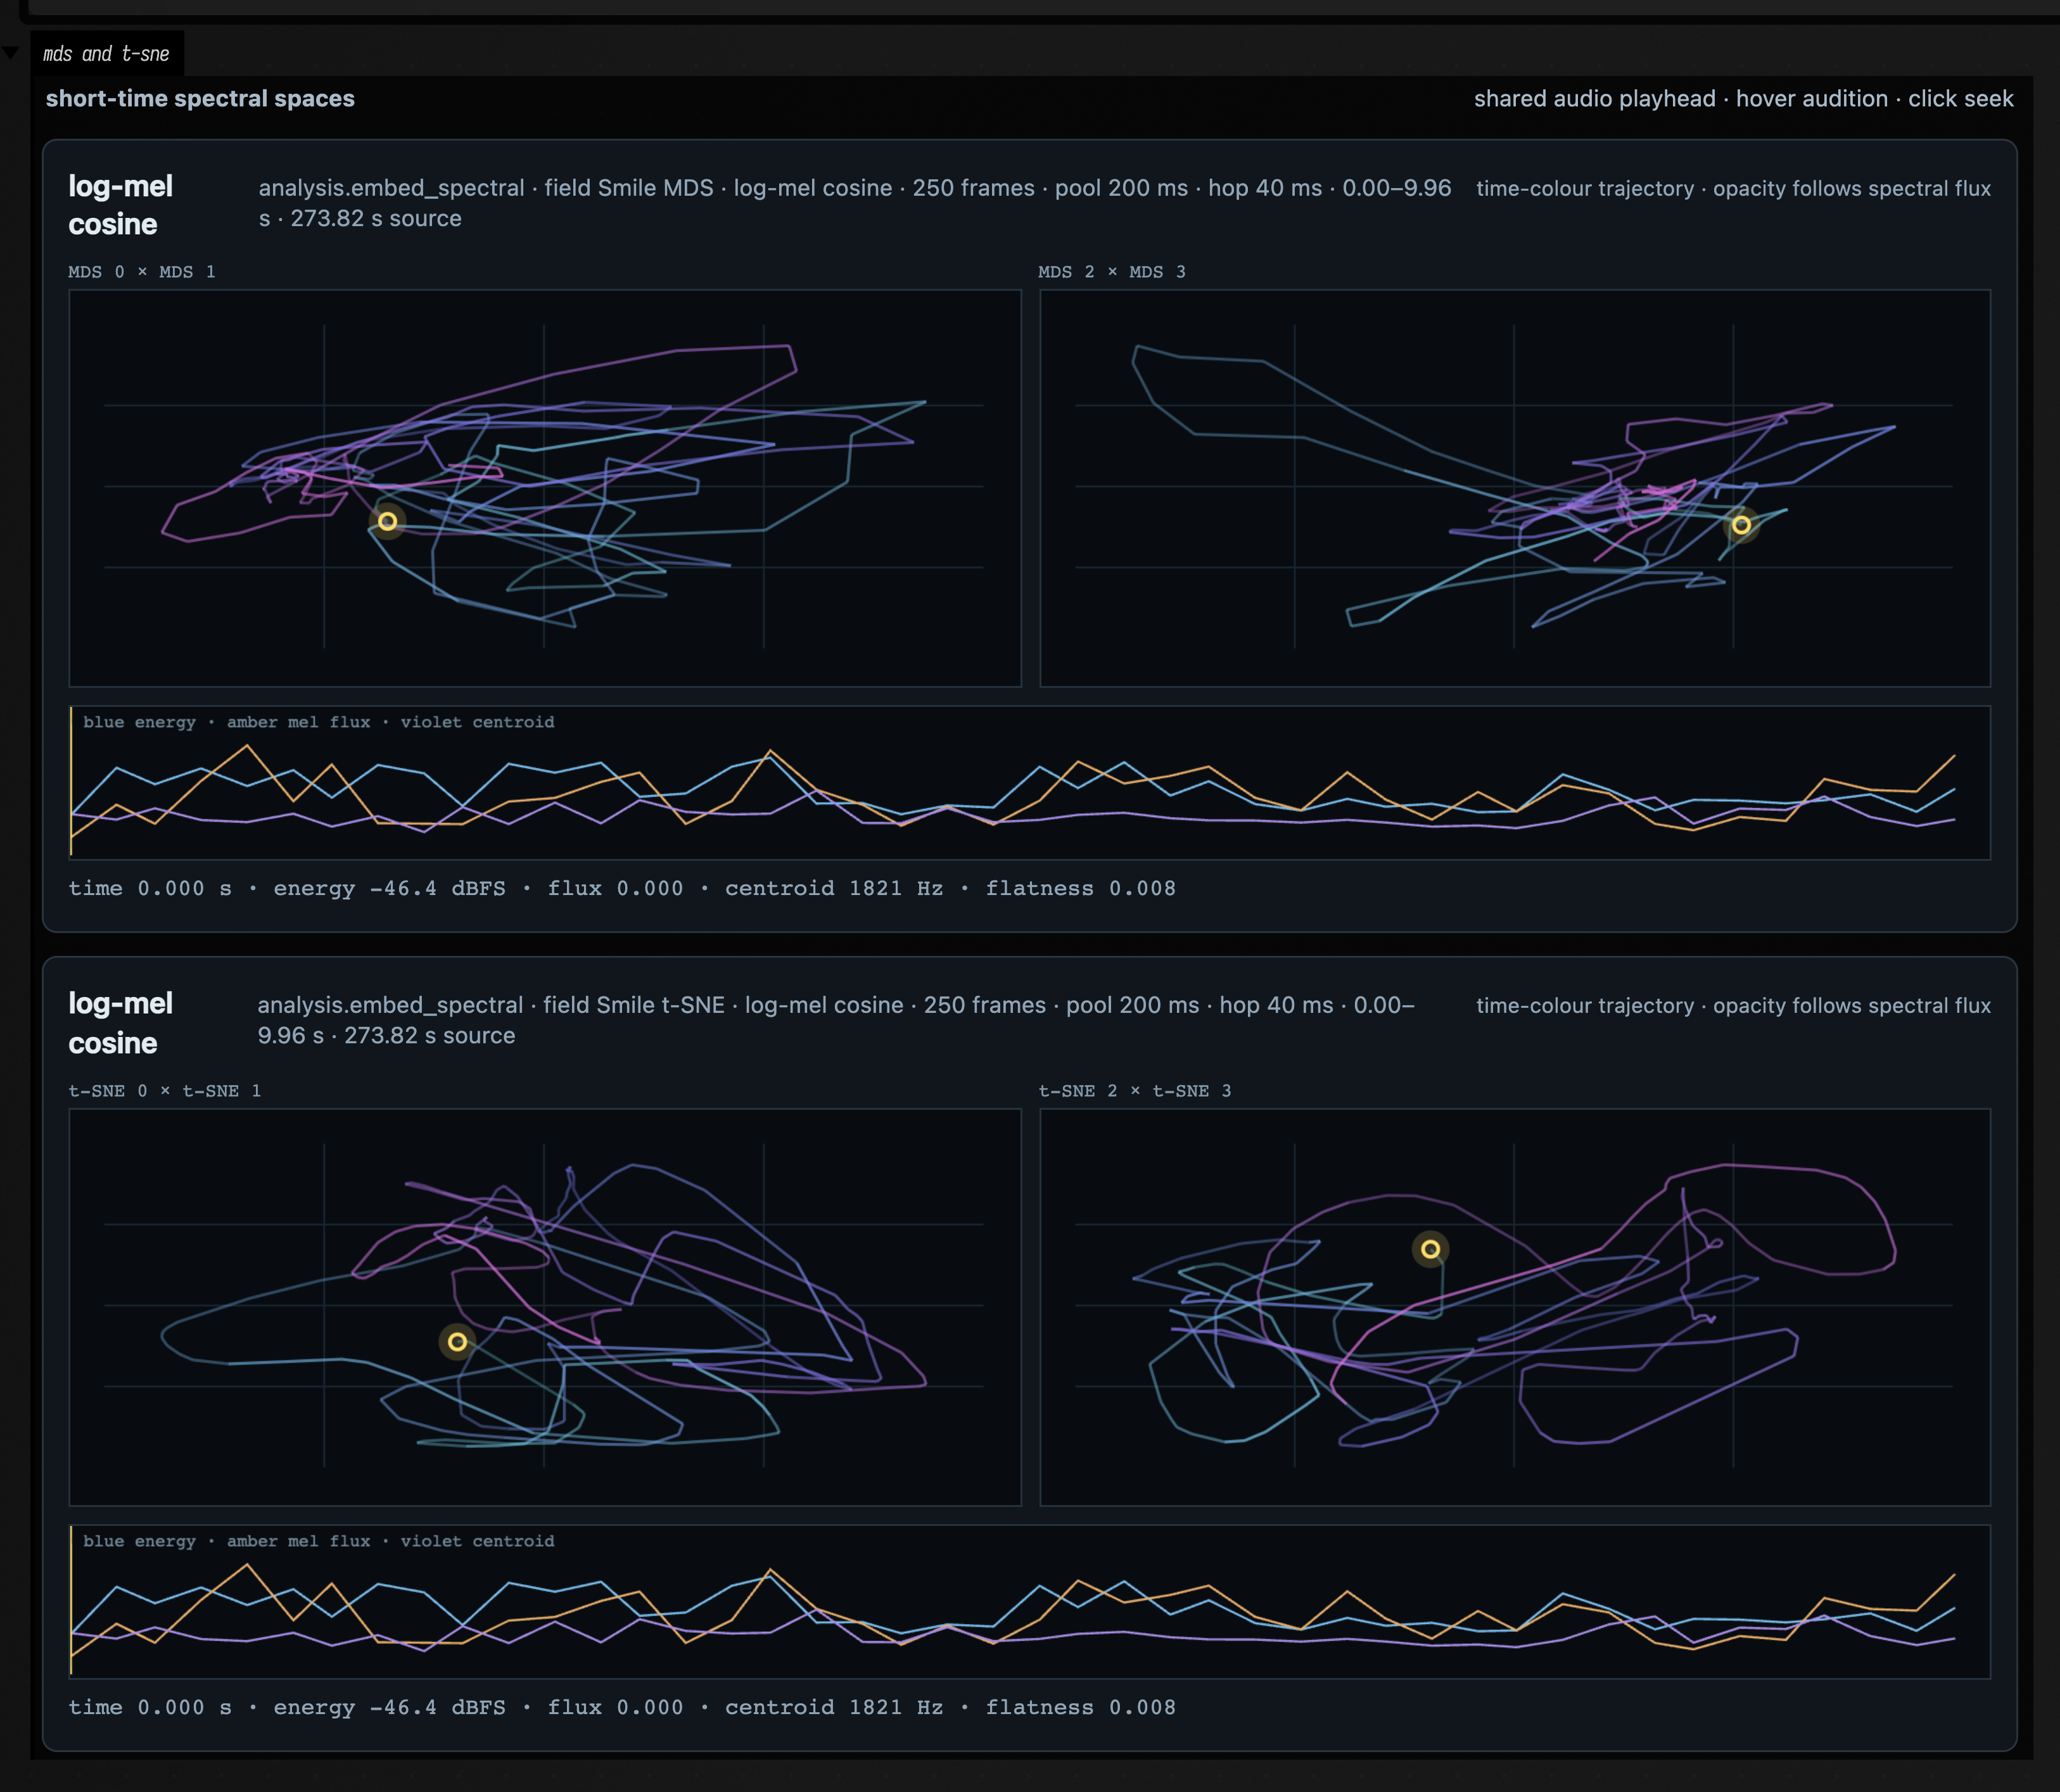 mds and t-sne
short-time spectral spaces
shared audio playhead · hover audition · click seek
log-mel
cosine
analysis.embed_spectral · field Smile MDS · log-mel cosine · 250 frames · pool 200 ms · hop 40 ms · 0.00–9.96
s · 273.82 s source
time-colour trajectory · opacity follows spectral flux
MDS 0 × MDS 1
MDS 2 × MDS 3
blue energy · amber mel flux · violet centroid
time 0.000 s · energy -46.4 dBFS · flux 0.000 · centroid 1821 Hz · flatness 0.008
log-mel
cosine
analysis.embed_spectral · field Smile t-SNE · log-mel cosine · 250 frames · pool 200 ms · hop 40 ms · 0.00–
9.96 s · 273.82 s source
time-colour trajectory · opacity follows spectral flux
t-SNE 0 × t-SNE 1
t-SNE 2 × t-SNE 3
blue energy · amber mel flux · violet centroid
time 0.000 s · energy -46.4 dBFS · flux 0.000 · centroid 1821 Hz · flatness 0.008